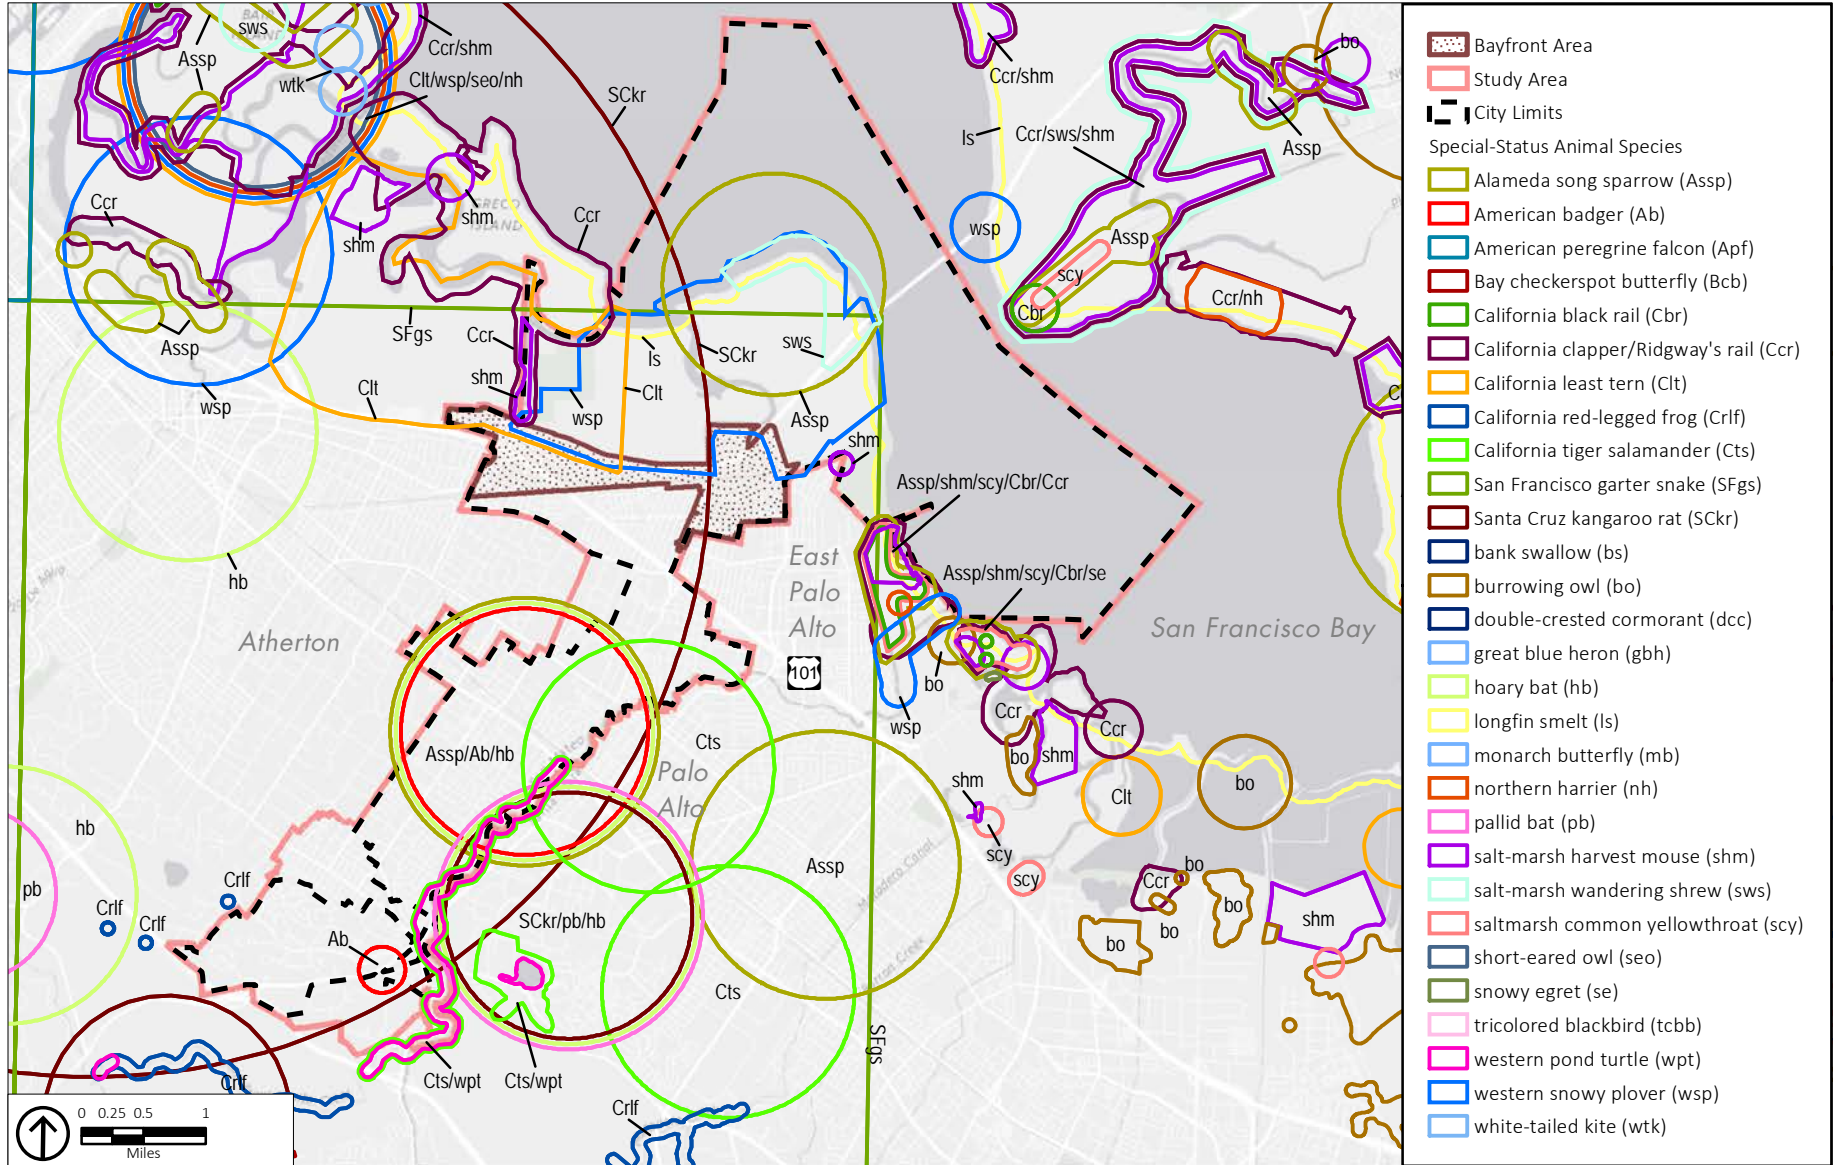 BAIR
ISLAND
sws
Assp
wtk
Ccr/shm
Clt/wsp/seo/nh
SCkr
Ccr/shm
ls
Ccr/sws/shm
bo
Assp
Ccr
shm
shm
GRECO
ISLAND
Ccr
wsp
Assp
scy
Cbr
Ccr/nh
Assp
SFgs
Ccr
ls
SCkr
sws
wsp
Clt
shm
wsp
Clt
Assp
shm
hb
Assp/shm/scy/Cbr/Ccr
East
Palo
Alto
Assp/shm/scy/Cbr/se
Atherton
San Francisco Bay
101
bo
wsp
Ccr
Ccr
bo
shm
Assp/Ab/hb
Cts
Palo
Alto
shm
Clt
bo
hb
scy
Assp
Matadero Canal
pb
Crlf
Crlf
Crlf
scy
Ccr
bo
bo
bo
bo
shm
SCkr/pb/hb
Ab
Cts
SFgs
Cts/wpt
Cts/wpt
Crlf
Crlf
0 0.25 0.5 1
Miles
Bayfront Area
Study Area
City Limits
Special-Status Animal Species
Alameda song sparrow (Assp)
American badger (Ab)
American peregrine falcon (Apf)
Bay checkerspot butterfly (Bcb)
California black rail (Cbr)
California clapper/Ridgway's rail (Ccr)
California least tern (Clt)
California red-legged frog (Crlf)
California tiger salamander (Cts)
San Francisco garter snake (SFgs)
Santa Cruz kangaroo rat (SCkr)
bank swallow (bs)
burrowing owl (bo)
double-crested cormorant (dcc)
great blue heron (gbh)
hoary bat (hb)
longfin smelt (ls)
monarch butterfly (mb)
northern harrier (nh)
pallid bat (pb)
salt-marsh harvest mouse (shm)
salt-marsh wandering shrew (sws)
saltmarsh common yellowthroat (scy)
short-eared owl (seo)
snowy egret (se)
tricolored blackbird (tcbb)
western pond turtle (wpt)
western snowy plover (wsp)
white-tailed kite (wtk)